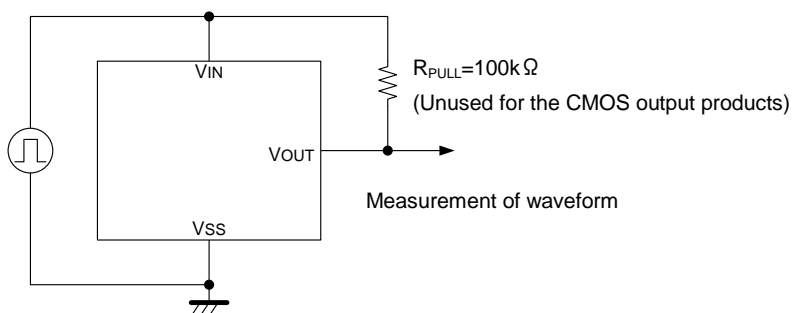 VIN
RPULL=100kΩ
(Unused for the CMOS output products)
VOUT
Measurement of waveform
VSS